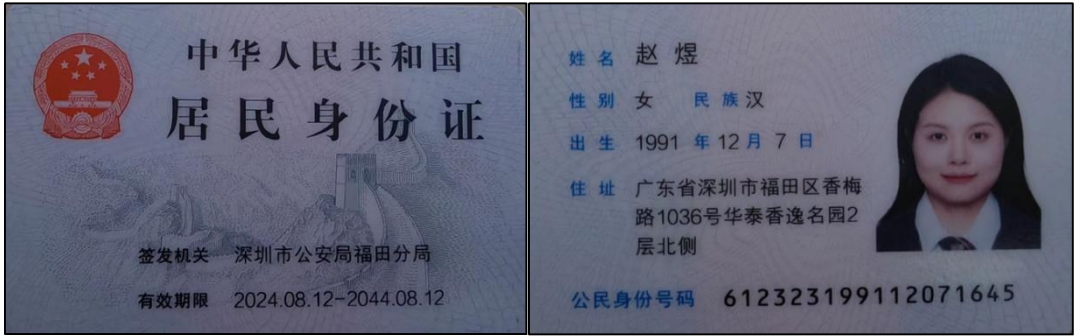 中华人民共和国
居民身份证
签发机关 深圳市公安局福田分局
有效期限 2024.08.12-2044.08.12
姓名 赵煜
性别 女 民族 汉
出生 1991 年 12 月 7 日
住址 广东省深圳市福田区香梅
路1036号华泰香逸名园2
层北侧
公民身份号码 612323199112071645